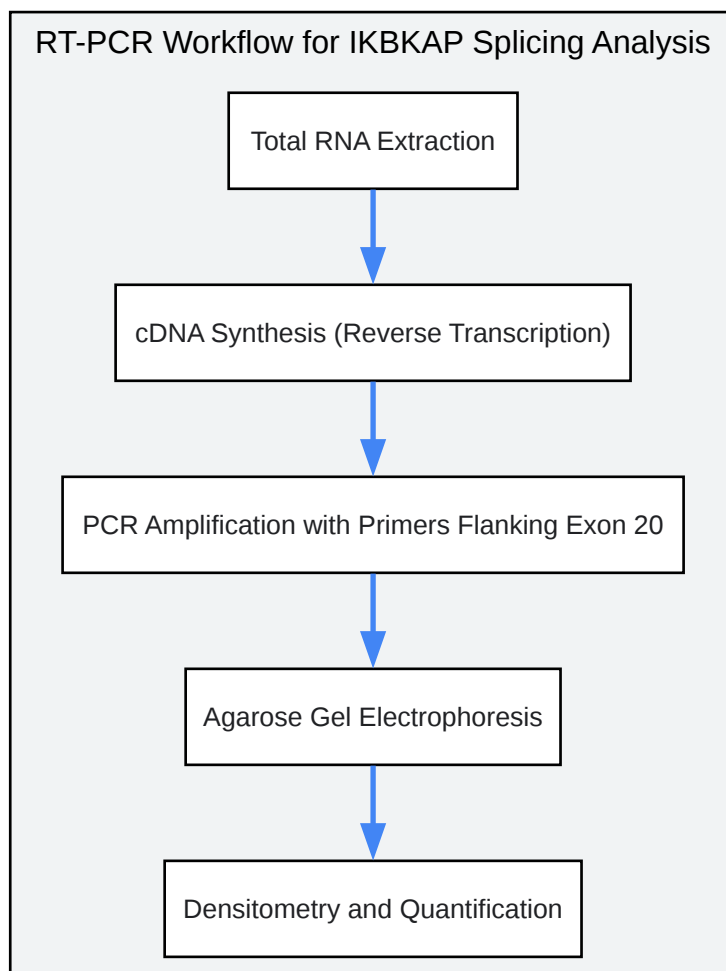 RT-PCR Workflow for IKBKAP Splicing Analysis
Total RNA Extraction
cDNA Synthesis (Reverse Transcription)
PCR Amplification with Primers Flanking Exon 20
Agarose Gel Electrophoresis
Densitometry and Quantification